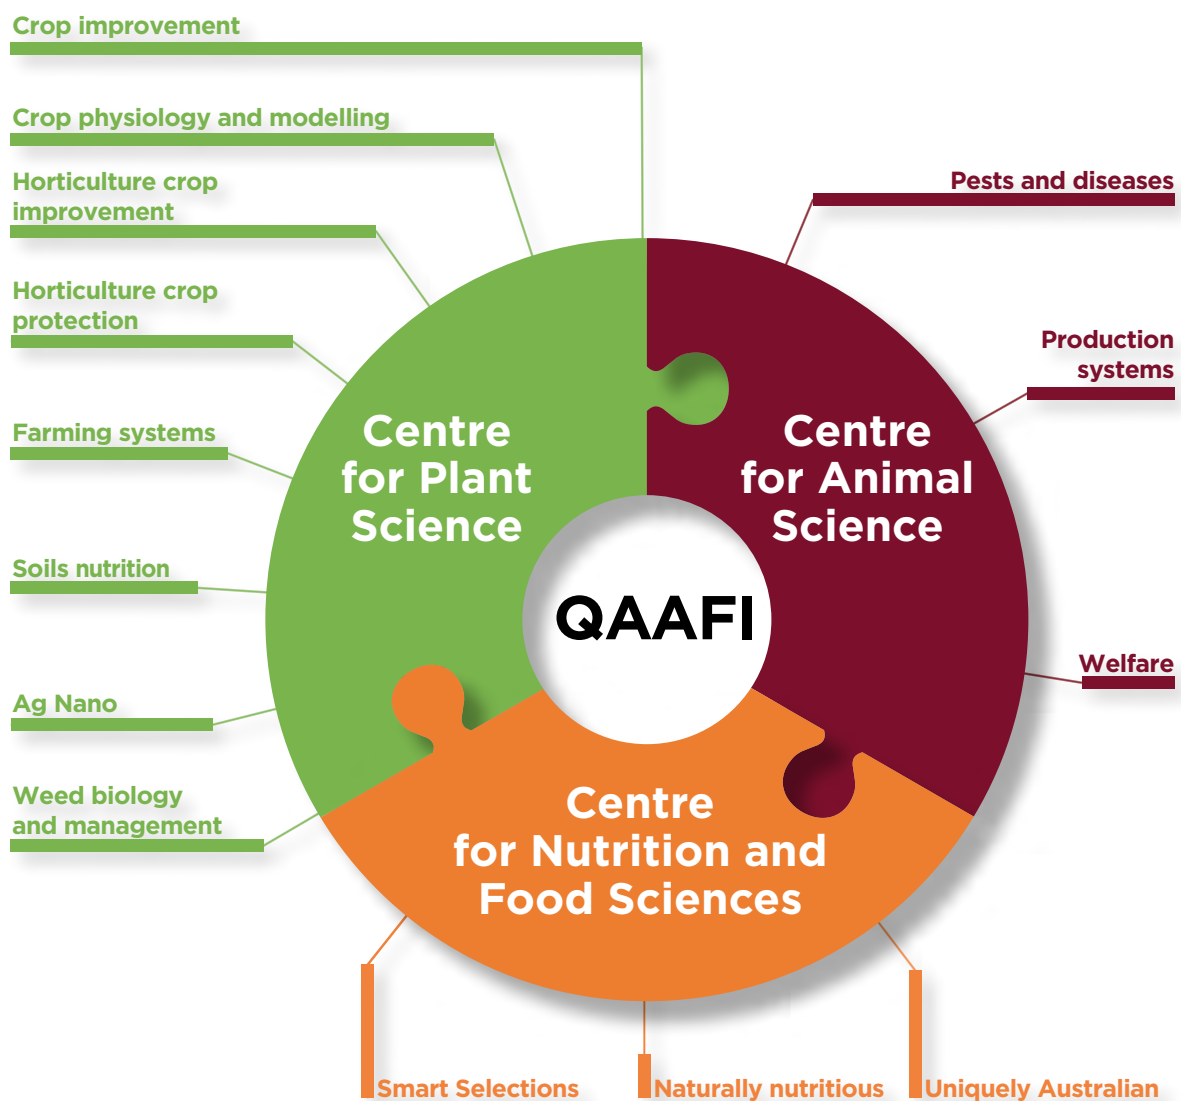 Crop improvement
Crop physiology and modelling
Horticulture crop
improvement
Horticulture crop
protection
Farming systems
Soils nutrition
Ag Nano
Weed biology
and management
Pests and diseases
Production
systems
Welfare
Centre
for Plant
Science
Centre
for Animal
Science
QAAFI
Centre
for Nutrition and
Food Sciences
Smart Selections
Naturally nutritious
Uniquely Australian